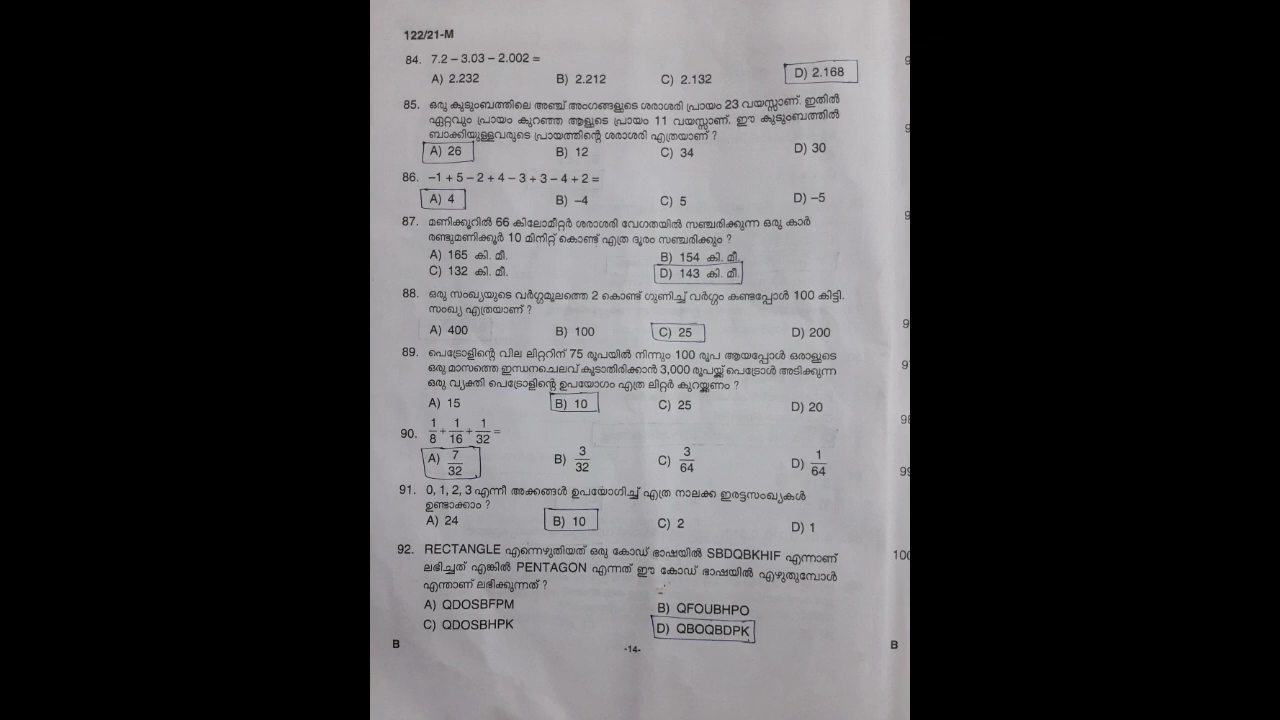 122/21-M
84. 7.2 – 3.03 – 2.002 =
A) 2.232 B) 2.212 C) 2.132 D) 2.168
85. ഒരു കുടുംബത്തിലെ അഞ്ച് അംഗങ്ങളുടെ ശരാശരി പ്രായം 23 വയസ്സാണ്. ഇതിൽ
ഏറ്റവും പ്രായം കുറഞ്ഞ ആളുടെ പ്രായം 11 വയസ്സാണ്. ഈ കുടുംബത്തിൽ
ബാക്കിയുള്ളവരുടെ പ്രായത്തിന്റെ ശരാശരി എത്രയാണ് ?
A) 26 B) 12 C) 34 D) 30
86. –1 + 5 – 2 + 4 – 3 + 3 – 4 + 2 =
A) 4 B) –4 C) 5 D) –5
87. മണിക്കൂറിൽ 66 കിലോമീറ്റർ ശരാശരി വേഗതയിൽ സഞ്ചരിക്കുന്ന ഒരു കാർ
രണ്ടുമണിക്കൂർ 10 മിനിറ്റ് കൊണ്ട് എത്ര ദൂരം സഞ്ചരിക്കും ?
A) 165 കി. മീ. B) 154 കി. മീ.
C) 132 കി. മീ. D) 143 കി. മീ.
88. ഒരു സംഖ്യയുടെ വർഗ്ഗമൂലത്തെ 2 കൊണ്ട് ഗുണിച്ച് വർഗ്ഗം കണ്ടപ്പോൾ 100 കിട്ടി.
സംഖ്യ എത്രയാണ് ?
A) 400 B) 100 C) 25 D) 200
89. പെട്രോളിന്റെ വില ലിറ്ററിന് 75 രൂപയിൽ നിന്നും 100 രൂപ ആയപ്പോൾ ഒരാളുടെ
ഒരു മാസത്തെ ഇന്ധനചെലവ് കൂടാതിരിക്കാൻ 3,000 രൂപയ്ക്ക് പെട്രോൾ അടിക്കുന്ന
ഒരു വ്യക്തി പെട്രോളിന്റെ ഉപയോഗം എത്ര ലിറ്റർ കുറയ്ക്കണം ?
A) 15 B) 10 C) 25 D) 20
90. 1/8 + 1/16 + 1/32 =
A) 7/32 B) 3/32 C) 3/64 D) 1/64
91. 0, 1, 2, 3 എന്നീ അക്കങ്ങൾ ഉപയോഗിച്ച് എത്ര നാലക്ക ഇരട്ടസംഖ്യകൾ
ഉണ്ടാക്കാം ?
A) 24 B) 10 C) 2 D) 1
92. RECTANGLE എന്നെഴുതിയത് ഒരു കോഡ് ഭാഷയിൽ SBDQBKHIF എന്നാണ്
ലഭിച്ചത് എങ്കിൽ PENTAGON എന്നത് ഈ കോഡ് ഭാഷയിൽ എഴുതുമ്പോൾ
എന്താണ് ലഭിക്കുന്നത് ?
A) QDOSBFPM B) QFOUBHPO
C) QDOSBHPK D) QBOQBDPK
B -14- B